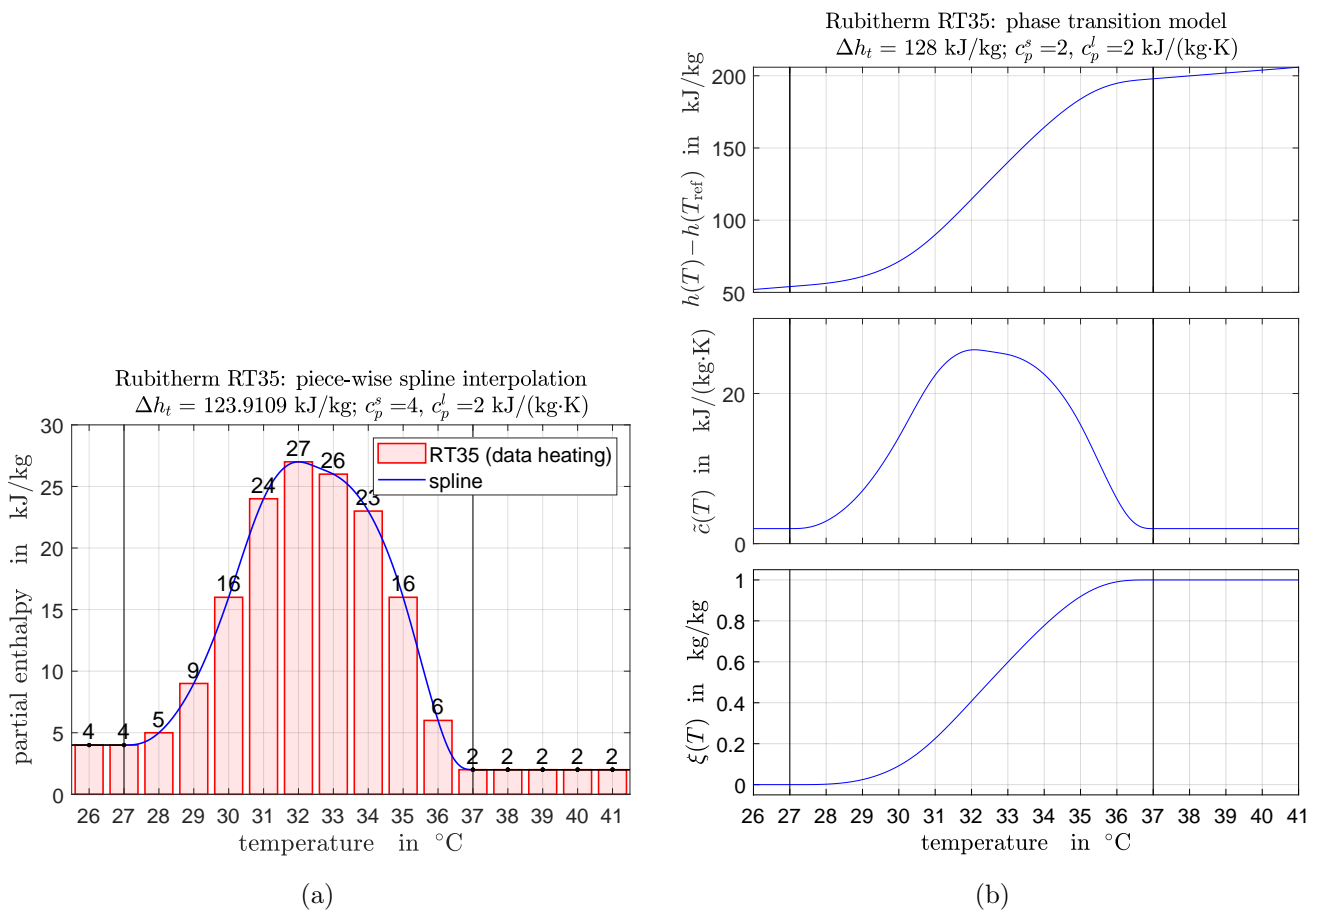 Rubitherm RT35: piece-wise spline interpolation
Δhₜ = 123.9109 kJ/kg; cₚˢ =4, cₚˡ =2 kJ/(kg·K)
partial enthalpy in kJ/kg
30
25
20
15
10
5
0
RT35 (data heating)
spline
4 4 5 9 16 24 27 26 23 16 6 2 2 2 2 2
26 27 28 29 30 31 32 33 34 35 36 37 38 39 40 41
temperature in °C
(a)
Rubitherm RT35: phase transition model
Δhₜ = 128 kJ/kg; cₚˢ =2, cₚˡ =2 kJ/(kg·K)
h(T)−h(T_ref) in kJ/kg
200
150
100
50
c̃(T) in kJ/(kg·K)
20
0
ξ(T) in kg/kg
1
0.8
0.6
0.4
0.2
0
26 27 28 29 30 31 32 33 34 35 36 37 38 39 40 41
temperature in °C
(b)